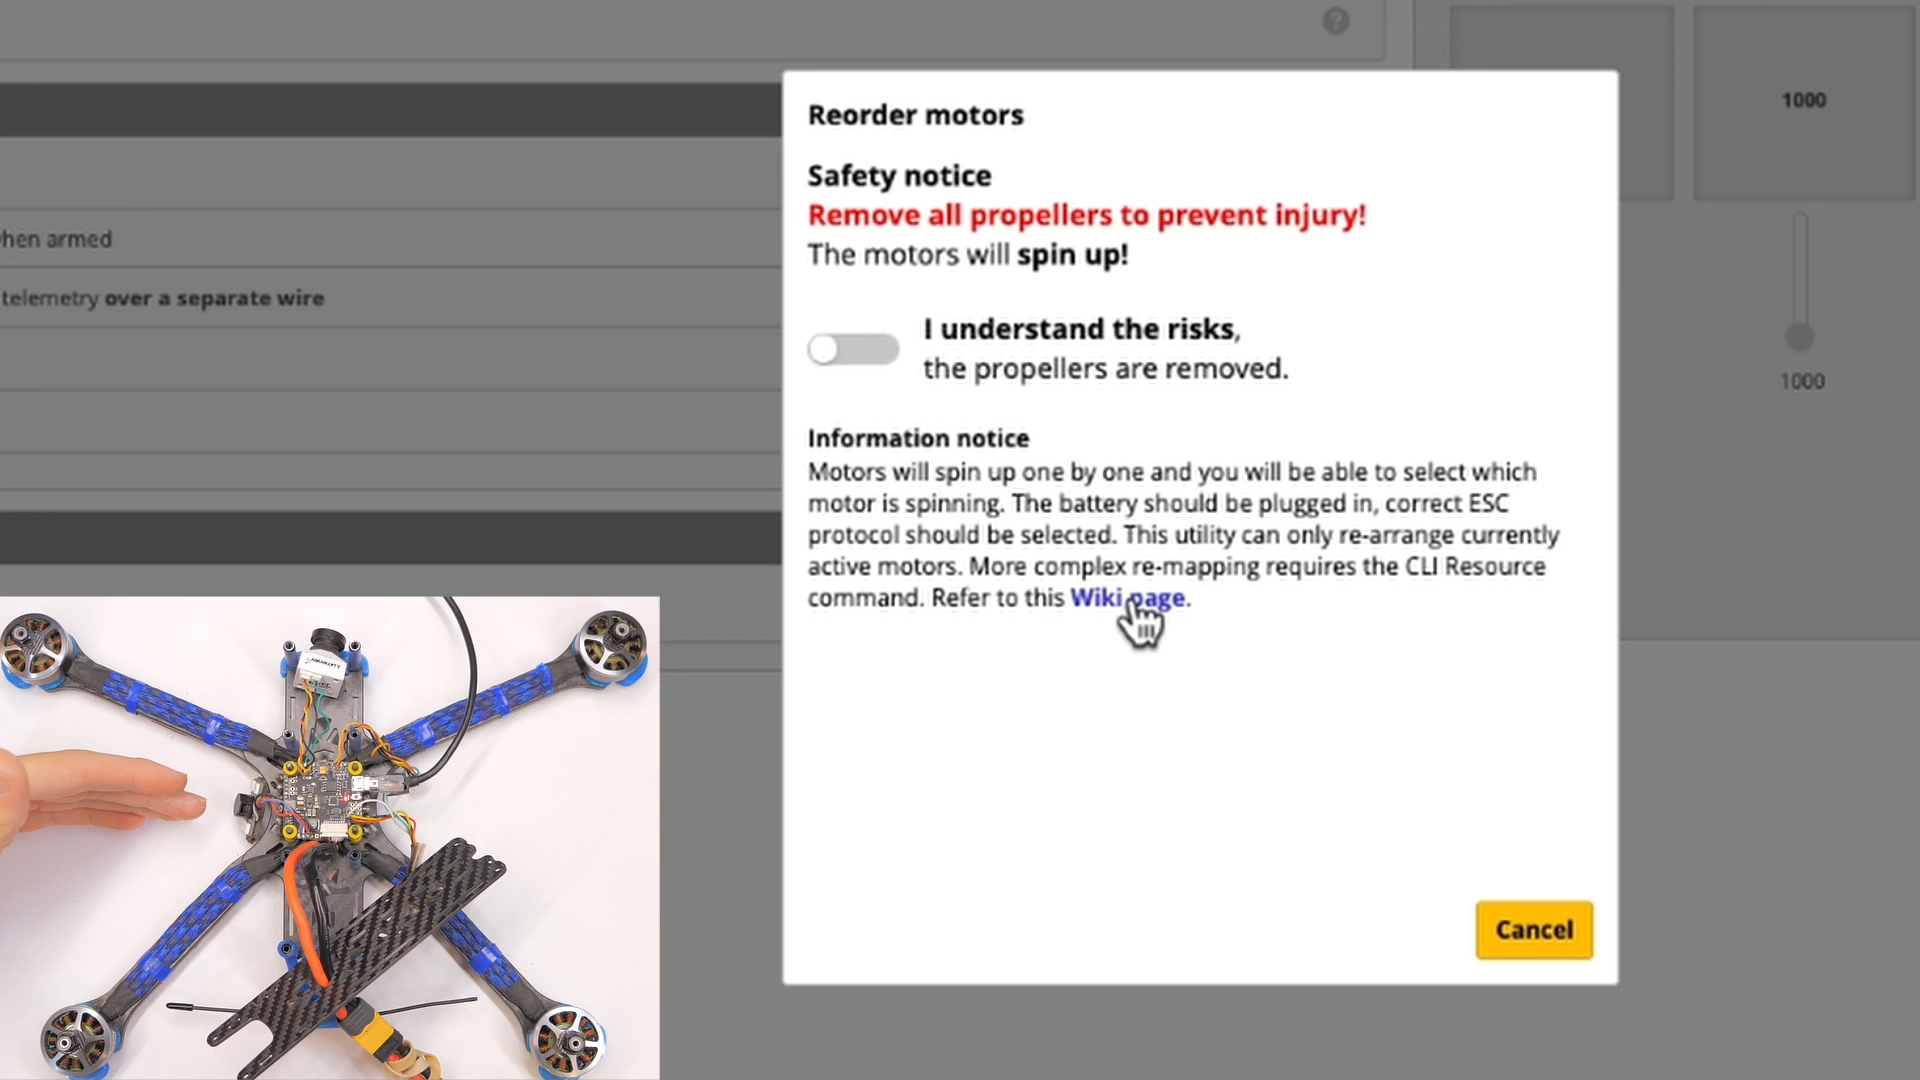 1000
Reorder motors
Safety notice
Remove all propellers to prevent injury!
hen armed
The motors will spin up!
telemetry over a separate wire
I understand the risks,
the propellers are removed.
1000
Information notice
Motors will spin up one by one and you will be able to select which
motor is spinning. The battery should be plugged in, correct ESC
protocol should be selected. This utility can only re-arrange currently
active motors. More complex re-mapping requires the CLI Resource
command. Refer to this Wiki page.
Cancel